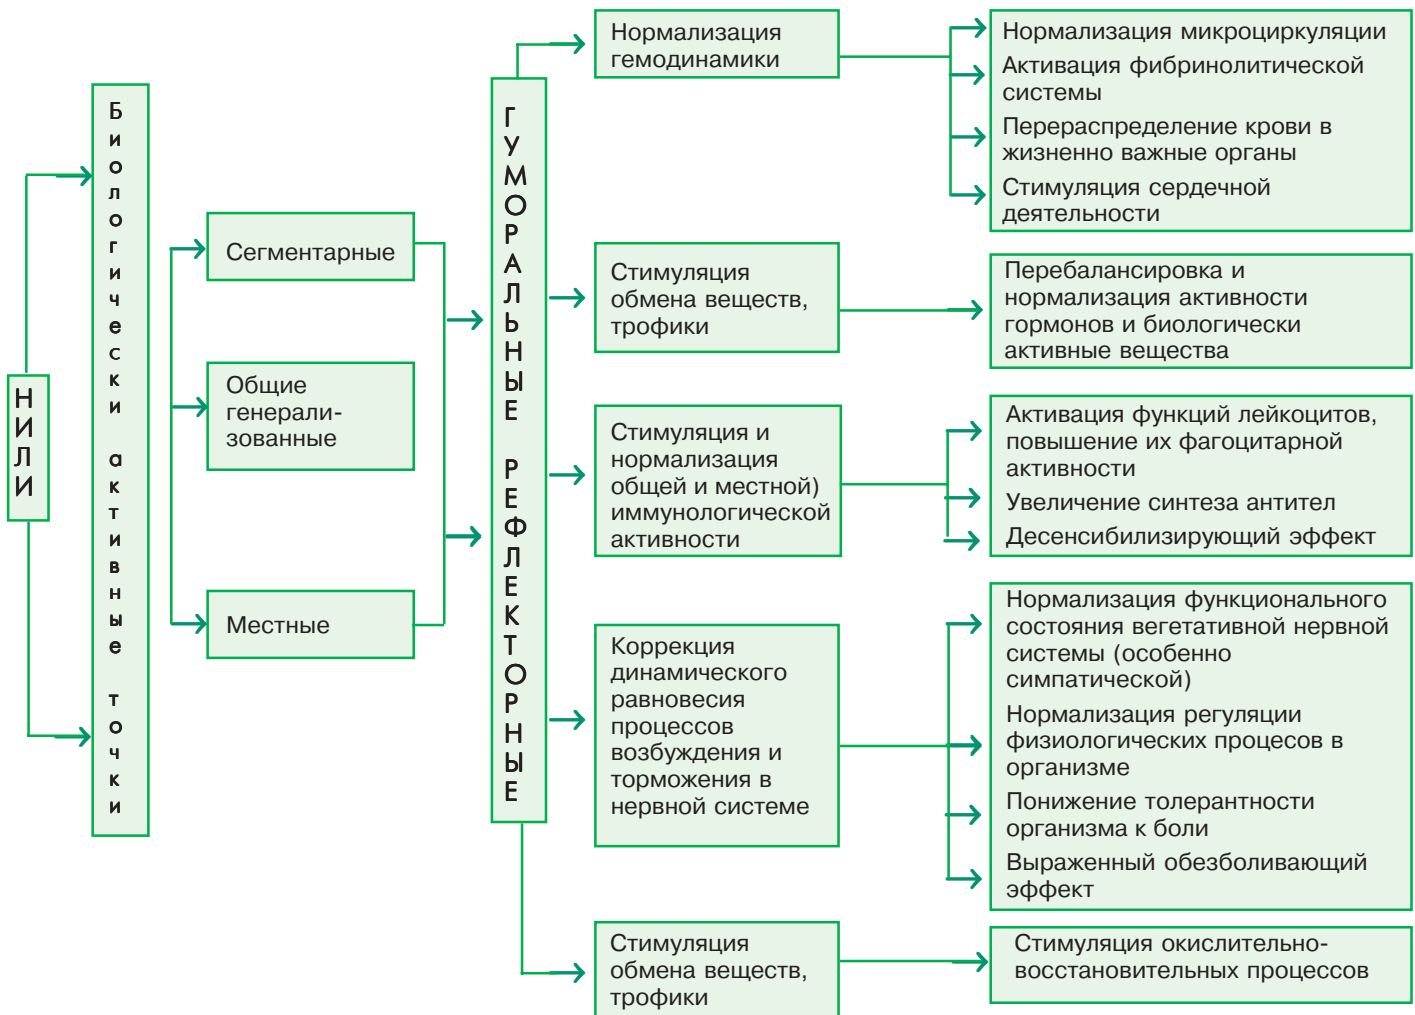 НИЛИ
Биологически активные точки
Сегментарные
Общие
генерали-
зованные
Местные
ГУМОРАЛЬНЫЕ РЕФЛЕКТОРНЫЕ
Нормализация
гемодинамики
Нормализация микроциркуляции
Активация фибринолитической
системы
Перераспределение крови в
жизненно важные органы
Стимуляция сердечной
деятельности
Стимуляция
обмена веществ,
трофики
Перебалансировка и
нормализация активности
гормонов и биологически
активные вещества
Стимуляция и
нормализация
общей и местной)
иммунологической
активности
Активация функций лейкоцитов,
повышение их фагоцитарной
активности
Увеличение синтеза антител
Десенсибилизирующий эффект
Коррекция
динамического
равновесия
процессов
возбуждения и
торможения в
нервной системе
Нормализация функционального
состояния вегетативной нервной
системы (особенно
симпатической)
Нормализация регуляции
физиологических процесов в
организме
Понижение толерантности
организма к боли
Выраженный обезболивающий
эффект
Стимуляция
обмена веществ,
трофики
Стимуляция окислительно-
восстановительных процессов